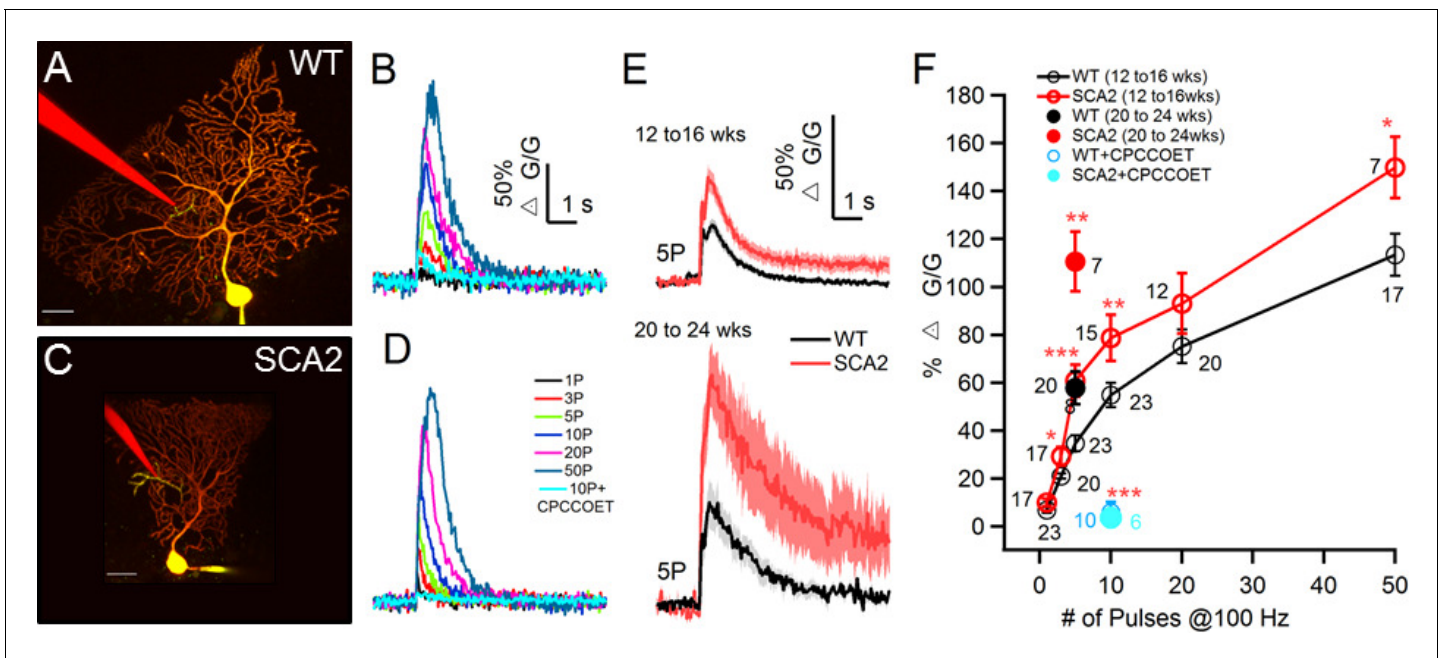 A
WT
B
50%
△ G/G
1 s
C
SCA2
D
1P
3P
5P
10P
20P
50P
10P+
CPCCOET
E
12 to16 wks
50%
△ G/G
1 s
5P
20 to 24 wks
WT
SCA2
5P
F
WT (12 to16 wks)
SCA2 (12 to16wks)
WT (20 to 24 wks)
SCA2 (20 to 24wks)
WT+CPCCOET
SCA2+CPCCOET
% △ G/G
180
160
140
120
100
80
60
40
20
0
*
7
17
**
7
**
15
12
20
***
20
8
23
23
*
17
20
17
23
***
10
6
0 10 20 30 40 50
# of Pulses @100 Hz